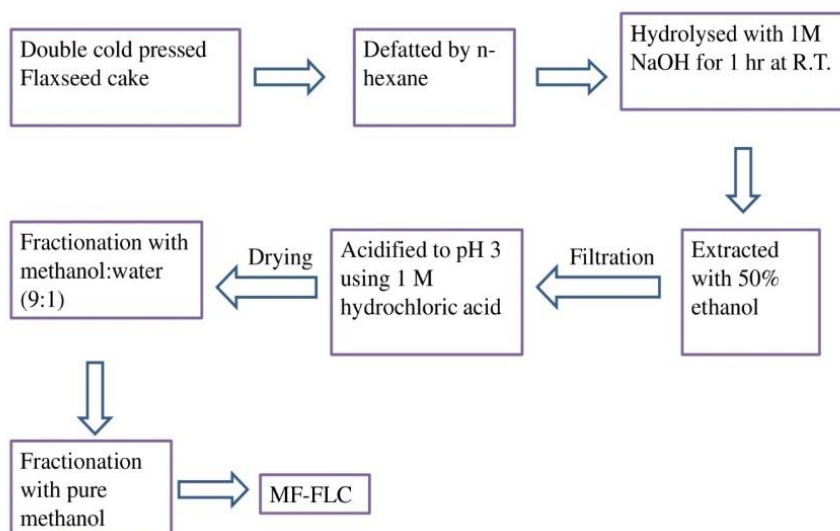 Double cold pressed
Flaxseed cake
Defatted by n-
hexane
Hydrolysed with 1M
NaOH for 1 hr at R.T.
Extracted
with 50%
ethanol
Filtration
Acidified to pH 3
using 1 M
hydrochloric acid
Drying
Fractionation with
methanol:water
(9:1)
Fractionation
with pure
methanol
MF-FLC